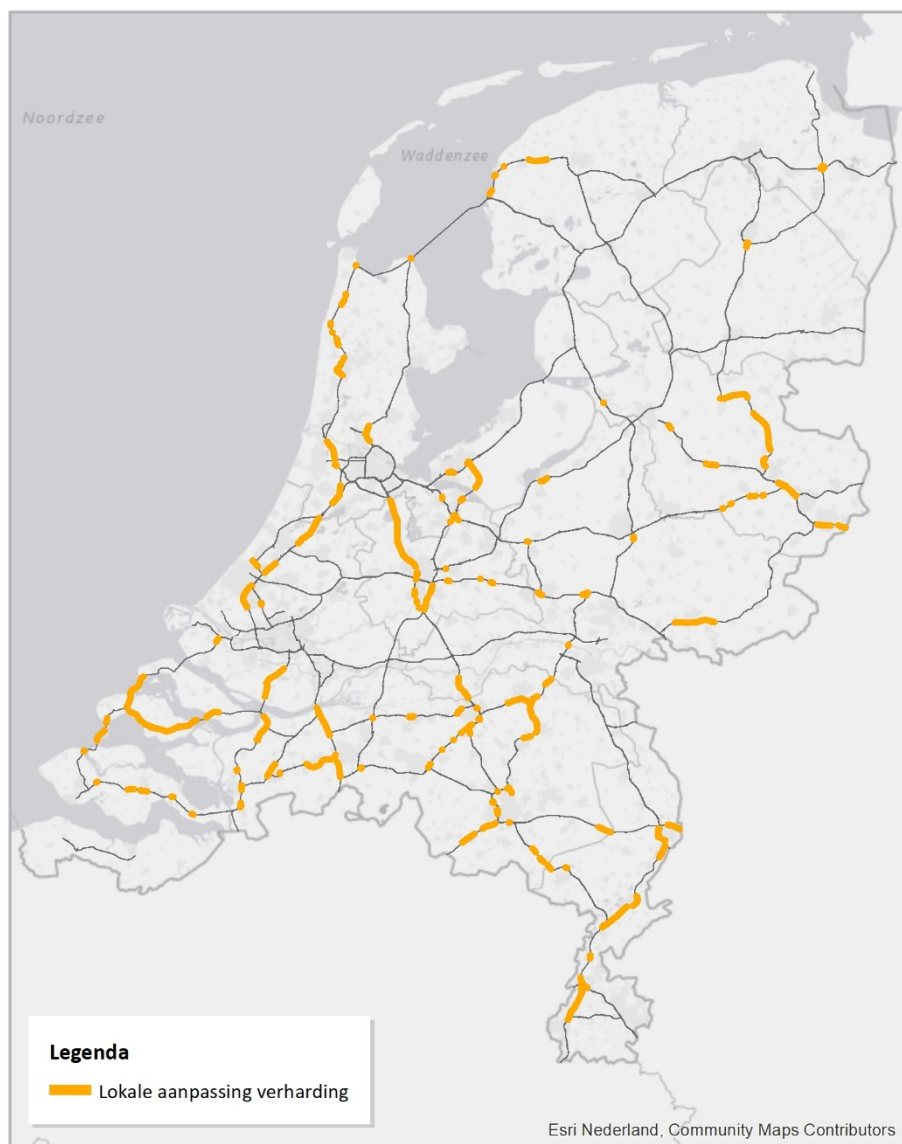 Noordzee
Waddenzee
Legenda
Lokale aanpassing verharding
Esri Nederland, Community Maps Contributors